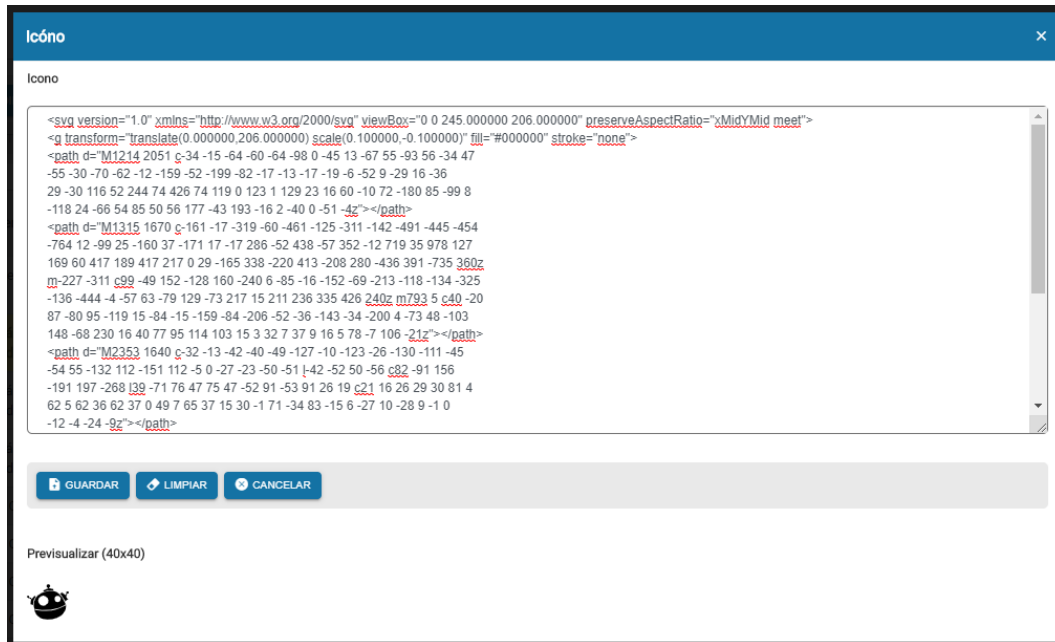 Icóno
×
Icono
<svg version="1.0" xmlns="http://www.w3.org/2000/svg" viewBox="0 0 245.000000 206.000000" preserveAspectRatio="xMidYMid meet">
<g transform="translate(0.000000,206.000000) scale(0.100000,-0.100000)" fill="#000000" stroke="none">
<path d="M1214 2051 c-34 -15 -64 -60 -64 -98 0 -45 13 -67 55 -93 56 -34 47
-55 -30 -70 -62 -12 -159 -52 -199 -82 -17 -13 -17 -19 -6 -52 9 -29 16 -36
29 -30 116 52 244 74 426 74 119 0 123 1 129 23 16 60 -10 72 -180 85 -99 8
-118 24 -66 54 85 50 56 177 -43 193 -16 2 -40 0 -51 -4z"></path>
<path d="M1315 1670 c-161 -17 -319 -60 -461 -125 -311 -142 -491 -445 -454
-764 12 -99 25 -160 37 -171 17 -17 286 -52 438 -57 352 -12 719 35 978 127
169 60 417 189 417 217 0 29 -165 338 -220 413 -208 280 -436 391 -735 360z
m-227 -311 c99 -49 152 -128 160 -240 6 -85 -16 -152 -69 -213 -118 -134 -325
-136 -444 -4 -57 63 -79 129 -73 217 15 211 236 335 426 240z m793 5 c40 -20
87 -80 95 -119 15 -84 -15 -159 -84 -206 -52 -36 -143 -34 -200 4 -73 48 -103
148 -68 230 16 40 77 95 114 103 15 3 32 7 37 9 16 5 78 -7 106 -21z"></path>
<path d="M2353 1640 c-32 -13 -42 -40 -49 -127 -10 -123 -26 -130 -111 -45
-54 55 -132 112 -151 112 -5 0 -27 -23 -50 -51 l-42 -52 50 -56 c82 -91 156
-191 197 -268 l39 -71 76 47 75 47 -52 91 -53 91 26 19 c21 16 26 29 30 81 4
62 5 62 36 62 37 0 49 7 65 37 15 30 -1 71 -34 83 -15 6 -27 10 -28 9 -1 0
-12 -4 -24 -9z"></path>
GUARDAR
LIMPIAR
CANCELAR
Previsualizar (40x40)